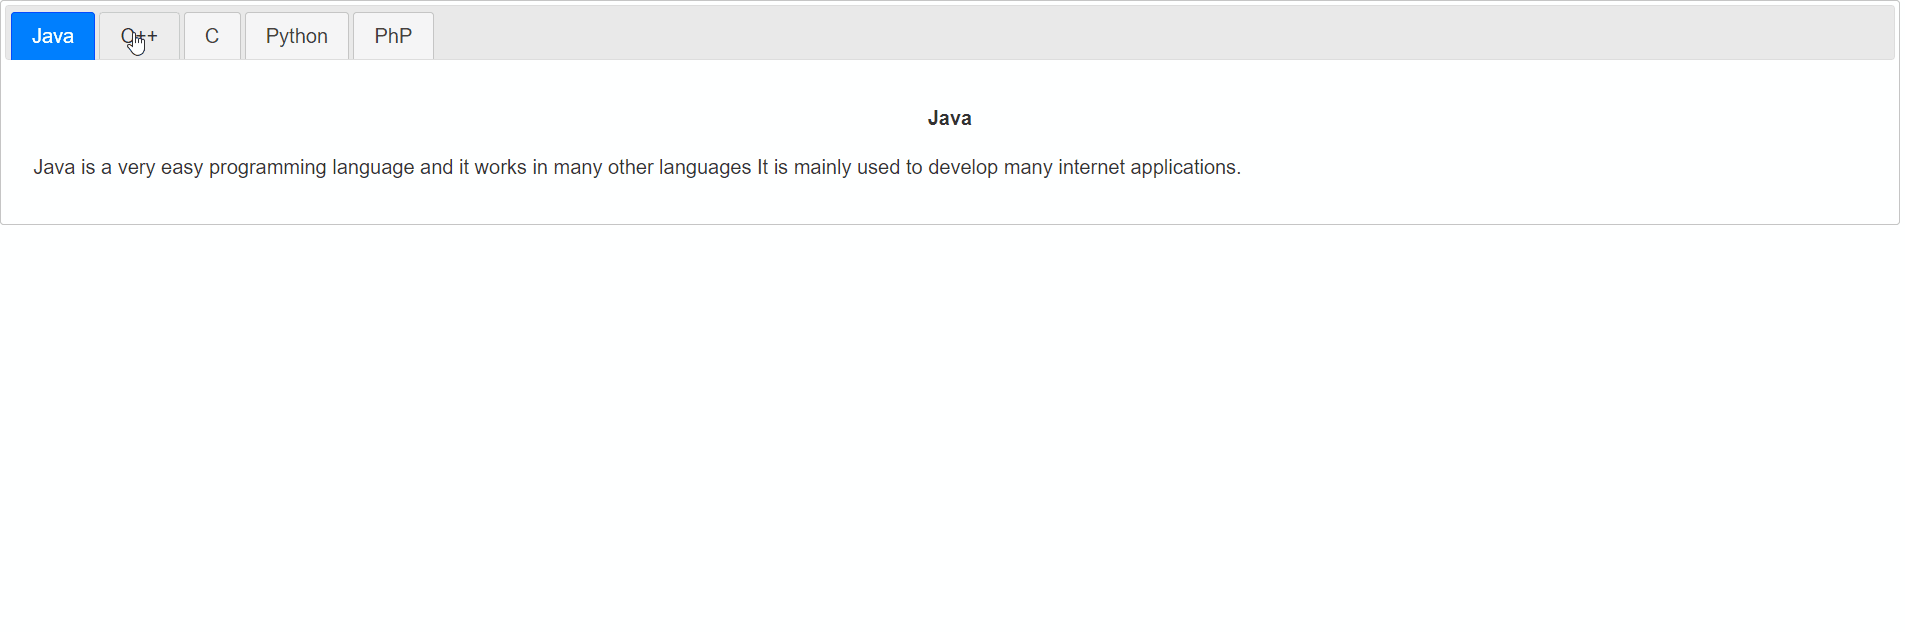 Java C++ C Python PhP
Java
Java is a very easy programming language and it works in many other languages It is mainly used to develop many internet applications.